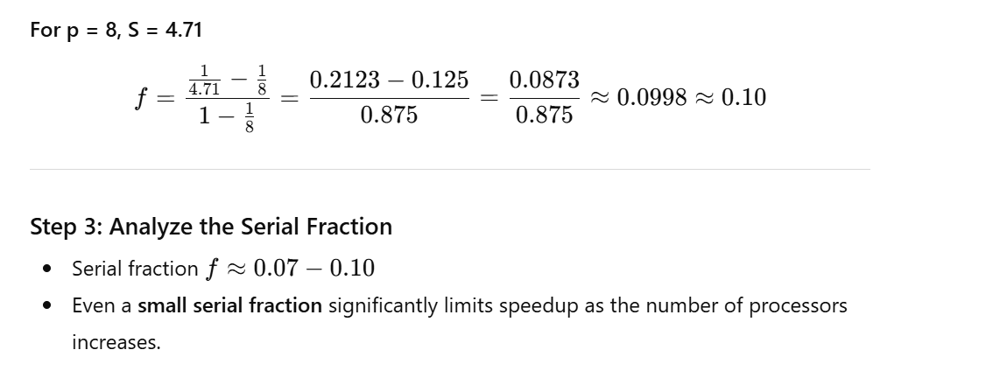 For p = 8, S = 4.71
f = \frac{\frac{1}{4.71} - \frac{1}{8}}{1 - \frac{1}{8}} = \frac{0.2123 - 0.125}{0.875} = \frac{0.0873}{0.875} ≈ 0.0998 ≈ 0.10
Step 3: Analyze the Serial Fraction
• Serial fraction f ≈ 0.07 − 0.10
• Even a small serial fraction significantly limits speedup as the number of processors
increases.